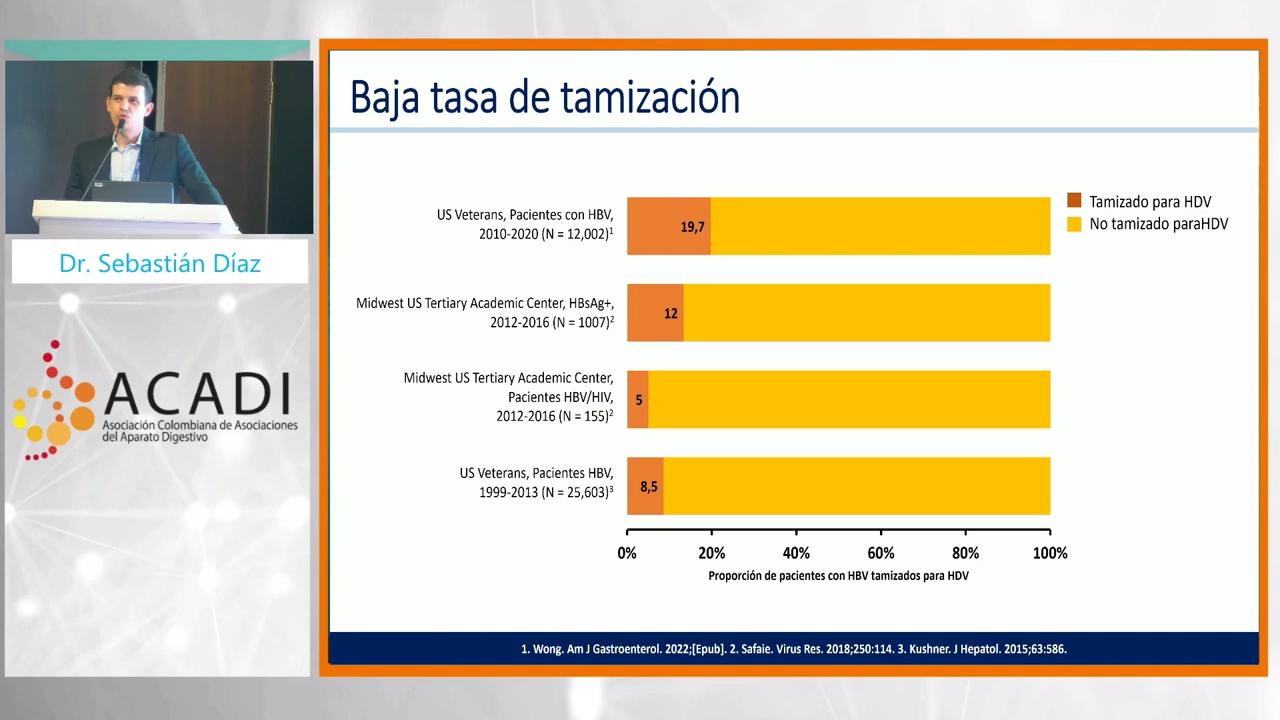 Baja tasa de tamización
US Veterans, Pacientes con HBV,
2010-2020 (N = 12,002)1
19,7
Midwest US Tertiary Academic Center, HBsAg+,
2012-2016 (N = 1007)2
12
Midwest US Tertiary Academic Center,
Pacientes HBV/HIV,
2012-2016 (N = 155)2
5
US Veterans, Pacientes HBV,
1999-2013 (N = 25,603)3
8,5
0% 20% 40% 60% 80% 100%
Proporción de pacientes con HBV tamizados para HDV
Tamizado para HDV
No tamizado paraHDV
1. Wong. Am J Gastroenterol. 2022;[Epub]. 2. Safaie. Virus Res. 2018;250:114. 3. Kushner. J Hepatol. 2015;63:586.
Dr. Sebastián Díaz
ACADI
Asociación Colombiana de Asociaciones
del Aparato Digestivo